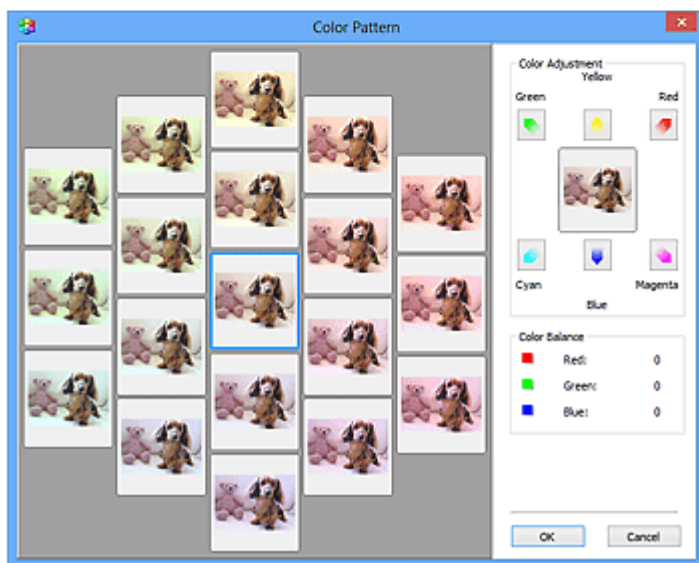 Color Pattern
Color Adjustment
Yellow
Green
Red
Cyan
Magenta
Blue
Color Balance
Red: 0
Green: 0
Blue: 0
OK
Cancel